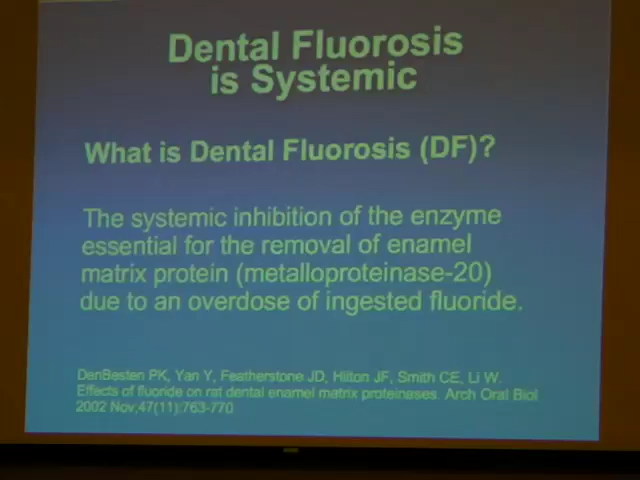 Dental Fluorosis
is Systemic
What is Dental Fluorosis (DF)?
The systemic inhibition of the enzyme
essential for the removal of enamel
matrix protein (metalloproteinase-20)
due to an overdose of ingested fluoride.
DenBesten PK, Yan Y, Featherstone JD, Hilton JF, Smith CE, Li W.
Effects of fluoride on rat dental enamel matrix proteinases. Arch Oral Biol
2002 Nov;47(11):763-770